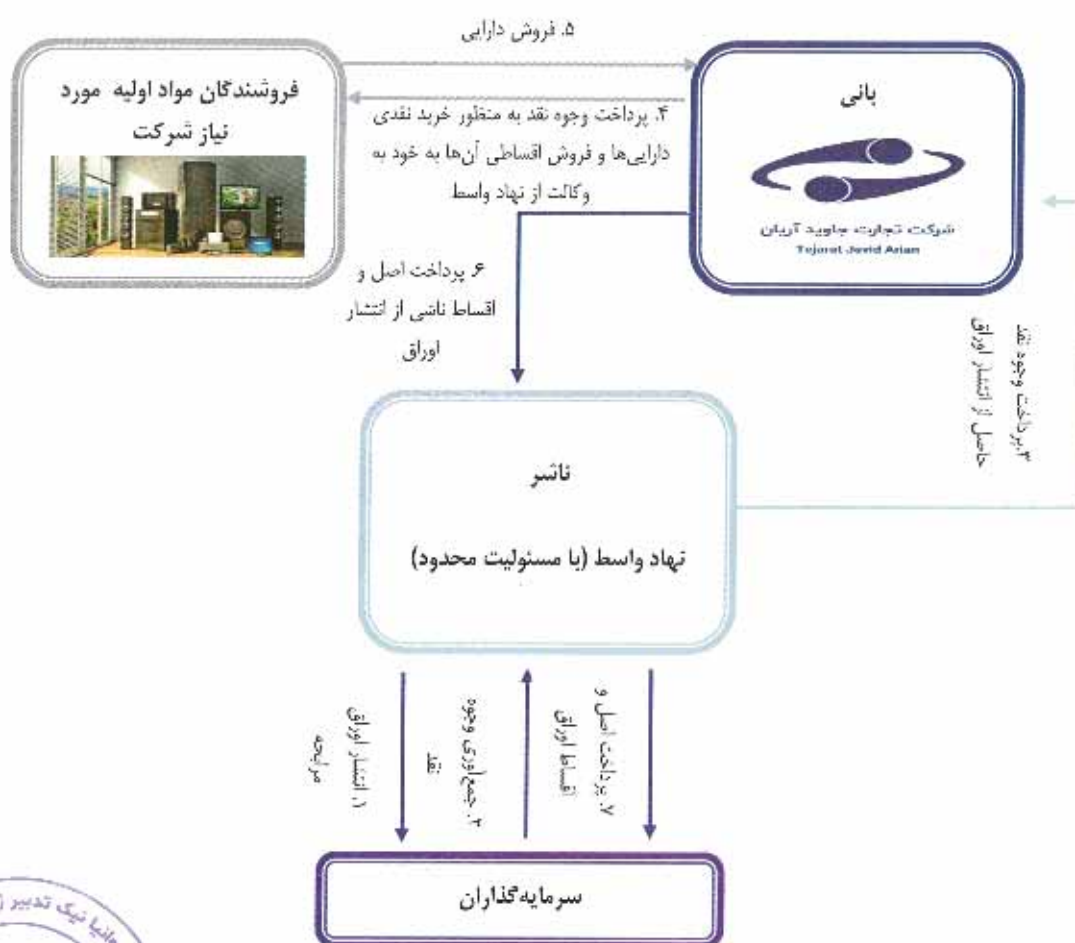 ۵. فروش دارایی
بانی
شرکت تجارت جاوید آریان
Tejarat Javid Arian
فروشندگان مواد اولیه مورد
نیاز شرکت
۴. پرداخت وجوه نقد به منظور خرید نقدی
دارایی‌ها و فروش اقساطی آن‌ها به خود به
وکالت از نهاد واسط
۶. پرداخت اصل و
اقساط ناشی از انتشار
اوراق
۳.پرداخت وجوه نقد
حاصل از انتشار اوراق
ناشر
نهاد واسط (با مسئولیت محدود)
۷. پرداخت اصل و
اقساط اوراق
۲. جمع‌آوری وجوه
نقد
۱. انتشار اوراق
مرابحه
سرمایه‌گذاران
نیک تدبیر